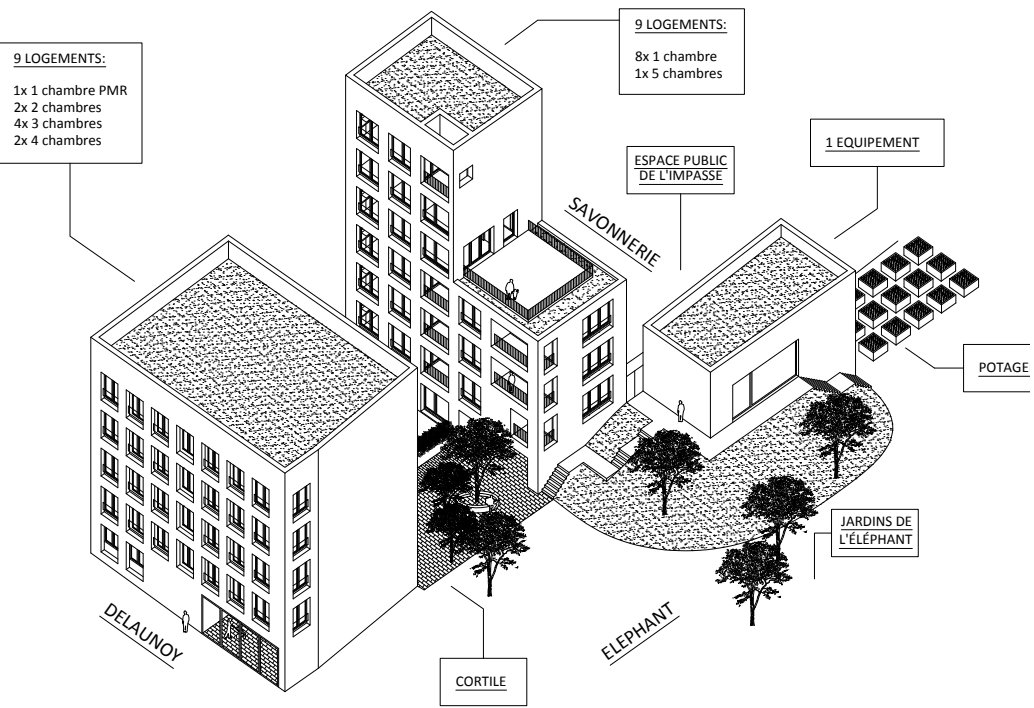 9 LOGEMENTS:
1x 1 chambre PMR
2x 2 chambres
4x 3 chambres
2x 4 chambres
9 LOGEMENTS:
8x 1 chambre
1x 5 chambres
ESPACE PUBLIC
DE L'IMPASSE
1 EQUIPEMENT
SAVONNERIE
POTAGE
JARDINS DE
L'ÉLÉPHANT
DELAUNOY
ELEPHANT
CORTILE